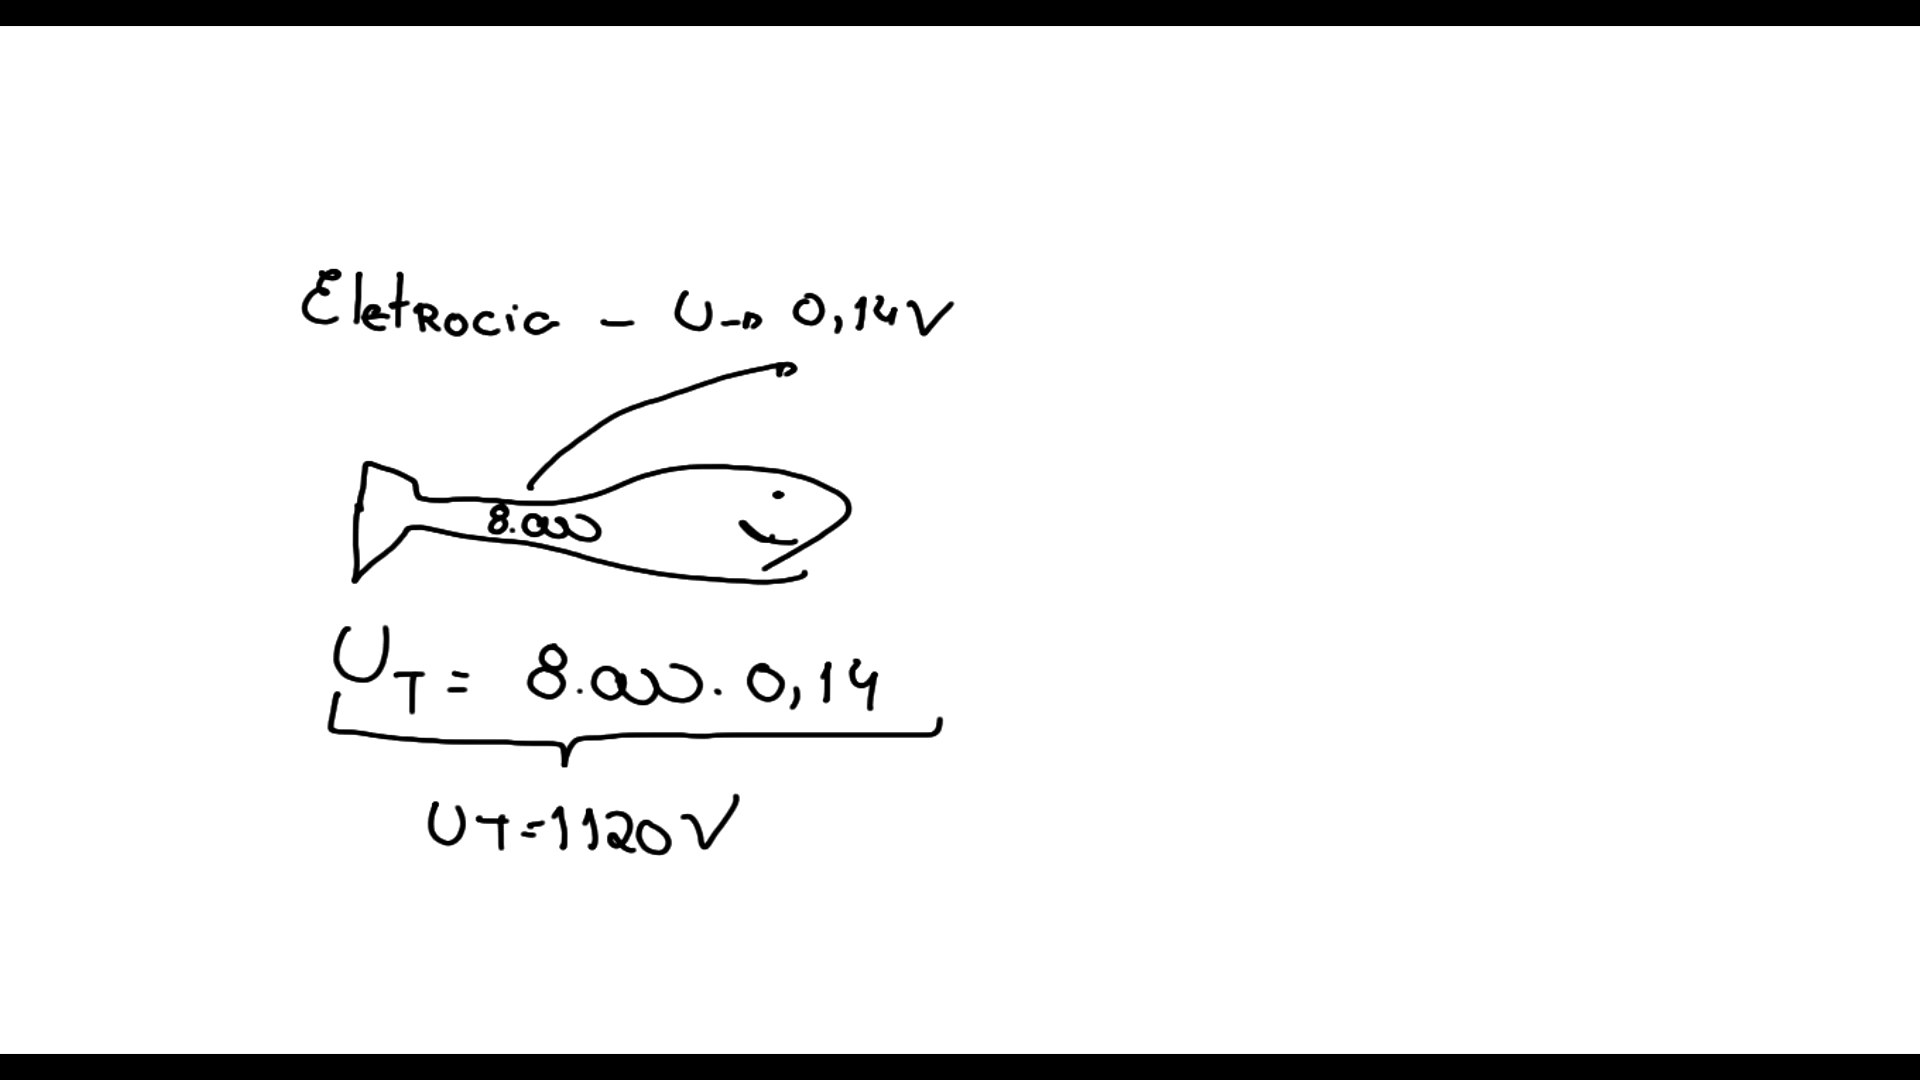 EletRocia - U→ 0,14V
8.000
UT= 8.000. 0,14
UT=1120V